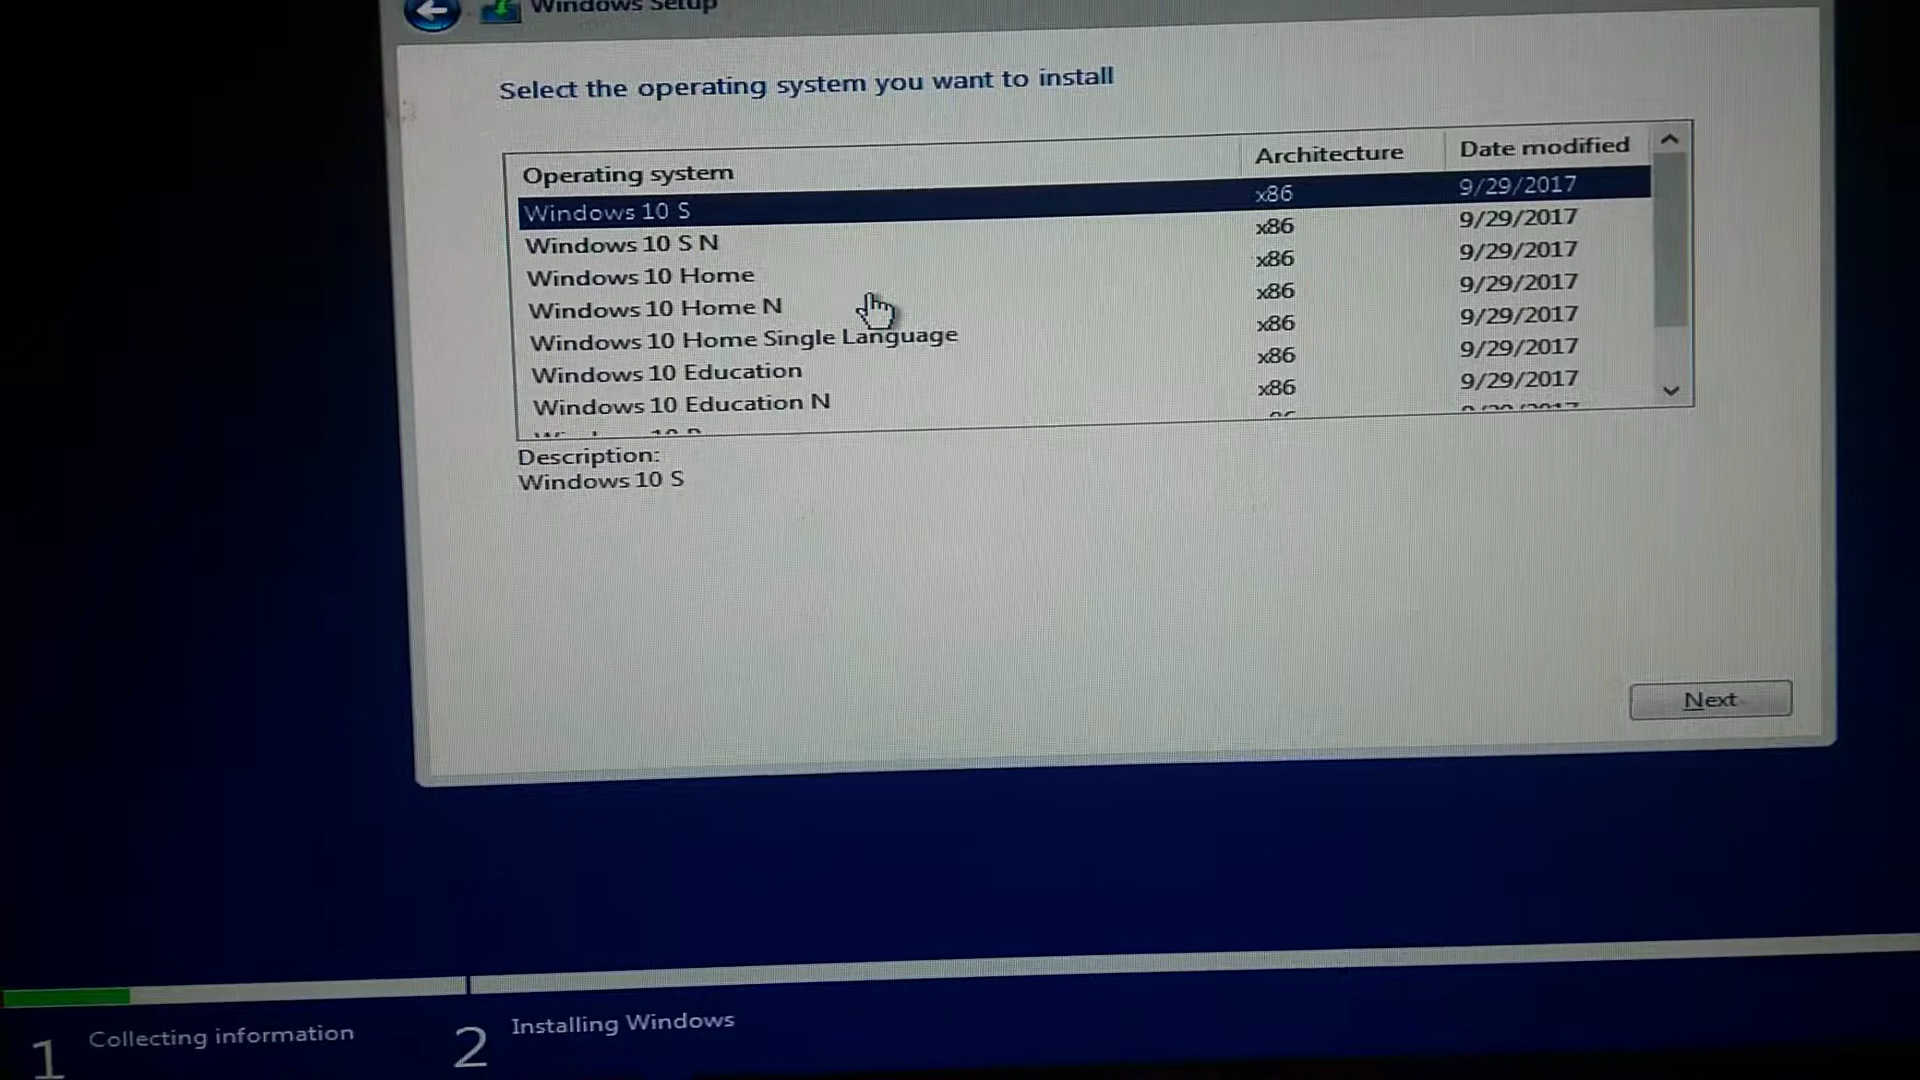 Windows Setup
Select the operating system you want to install
Operating system Architecture Date modified
Windows 10 S x86 9/29/2017
Windows 10 S N x86 9/29/2017
Windows 10 Home x86 9/29/2017
Windows 10 Home N x86 9/29/2017
Windows 10 Home Single Language x86 9/29/2017
Windows 10 Education x86 9/29/2017
Windows 10 Education N x86 9/29/2017
Description:
Windows 10 S
Next
1 Collecting information
2 Installing Windows